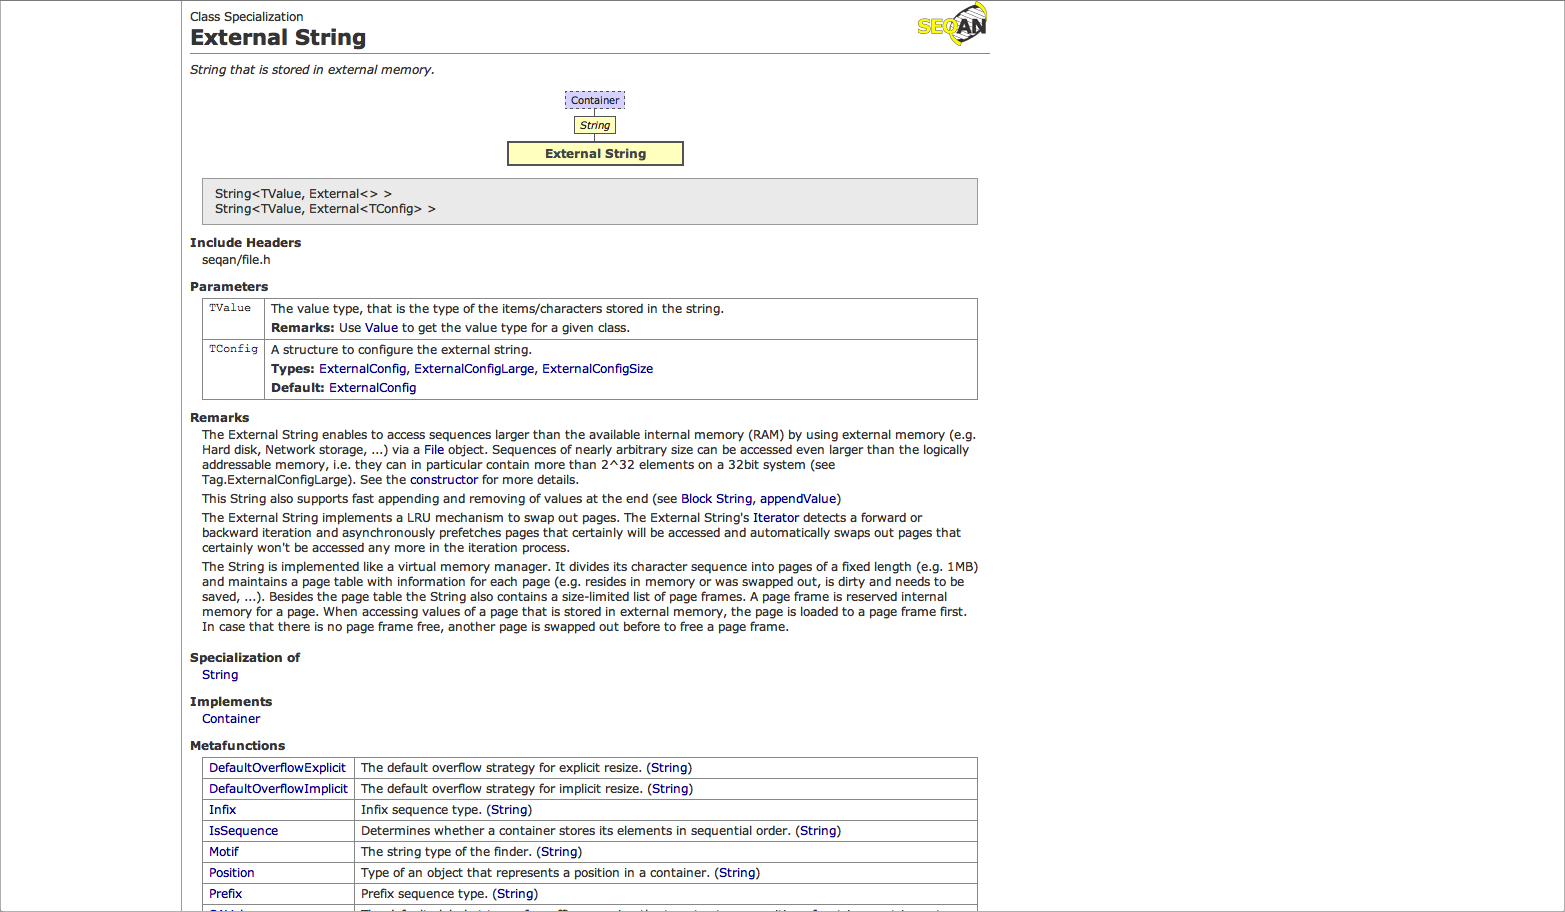 Class Specialization
External String
SEQAN
String that is stored in external memory.
Container
String
External String
String<TValue, External<> >
String<TValue, External<TConfig> >
Include Headers
seqan/file.h
Parameters
TValue The value type, that is the type of the items/characters stored in the string.
Remarks: Use Value to get the value type for a given class.
TConfig A structure to configure the external string.
Types: ExternalConfig, ExternalConfigLarge, ExternalConfigSize
Default: ExternalConfig
Remarks
The External String enables to access sequences larger than the available internal memory (RAM) by using external memory (e.g.
Hard disk, Network storage, ...) via a File object. Sequences of nearly arbitrary size can be accessed even larger than the logically
addressable memory, i.e. they can in particular contain more than 2^32 elements on a 32bit system (see
Tag.ExternalConfigLarge). See the constructor for more details.
This String also supports fast appending and removing of values at the end (see Block String, appendValue)
The External String implements a LRU mechanism to swap out pages. The External String's Iterator detects a forward or
backward iteration and asynchronously prefetches pages that certainly will be accessed and automatically swaps out pages that
certainly won't be accessed any more in the iteration process.
The String is implemented like a virtual memory manager. It divides its character sequence into pages of a fixed length (e.g. 1MB)
and maintains a page table with information for each page (e.g. resides in memory or was swapped out, is dirty and needs to be
saved, ...). Besides the page table the String also contains a size-limited list of page frames. A page frame is reserved internal
memory for a page. When accessing values of a page that is stored in external memory, the page is loaded to a page frame first.
In case that there is no page frame free, another page is swapped out before to free a page frame.
Specialization of
String
Implements
Container
Metafunctions
DefaultOverflowExplicit The default overflow strategy for explicit resize. (String)
DefaultOverflowImplicit The default overflow strategy for implicit resize. (String)
Infix Infix sequence type. (String)
IsSequence Determines whether a container stores its elements in sequential order. (String)
Motif The string type of the finder. (String)
Position Type of an object that represents a position in a container. (String)
Prefix Prefix sequence type. (String)